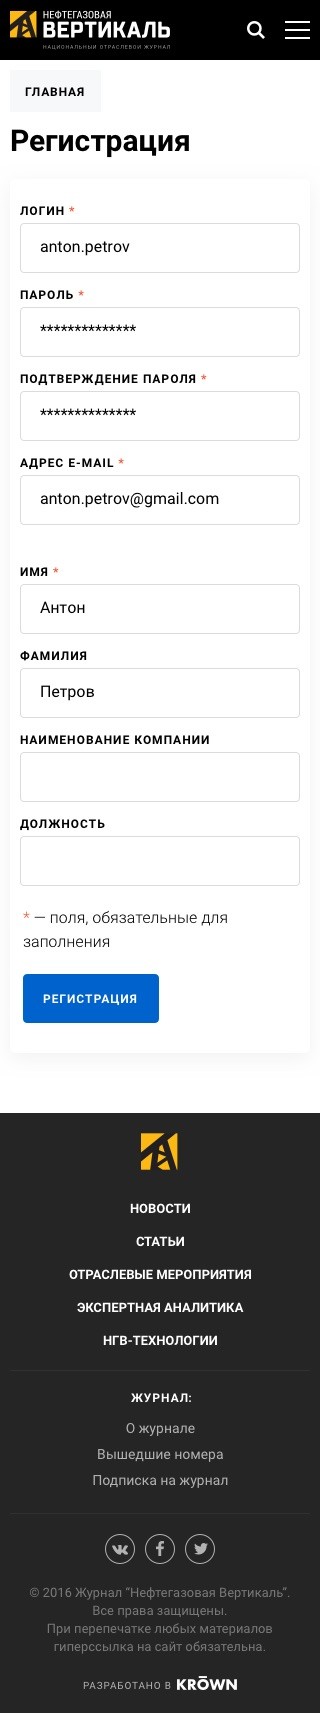 НЕФТЕГАЗОВАЯ
ВЕРТИКАЛЬ
НАЦИОНАЛЬНЫЙ ОТРАСЛЕВОЙ ЖУРНАЛ
ГЛАВНАЯ
Регистрация
ЛОГИН *
anton.petrov
ПАРОЛЬ *
**************
ПОДТВЕРЖДЕНИЕ ПАРОЛЯ *
**************
АДРЕС E-MAIL *
anton.petrov@gmail.com
ИМЯ *
Антон
ФАМИЛИЯ
Петров
НАИМЕНОВАНИЕ КОМПАНИИ
ДОЛЖНОСТЬ
* — поля, обязательные для
заполнения
РЕГИСТРАЦИЯ
НОВОСТИ
СТАТЬИ
ОТРАСЛЕВЫЕ МЕРОПРИЯТИЯ
ЭКСПЕРТНАЯ АНАЛИТИКА
НГВ-ТЕХНОЛОГИИ
ЖУРНАЛ:
О журнале
Вышедшие номера
Подписка на журнал
© 2016 Журнал "Нефтегазовая Вертикаль".
Все права защищены.
При перепечатке любых материалов
гиперссылка на сайт обязательна.
РАЗРАБОТАНО В KRŌWN